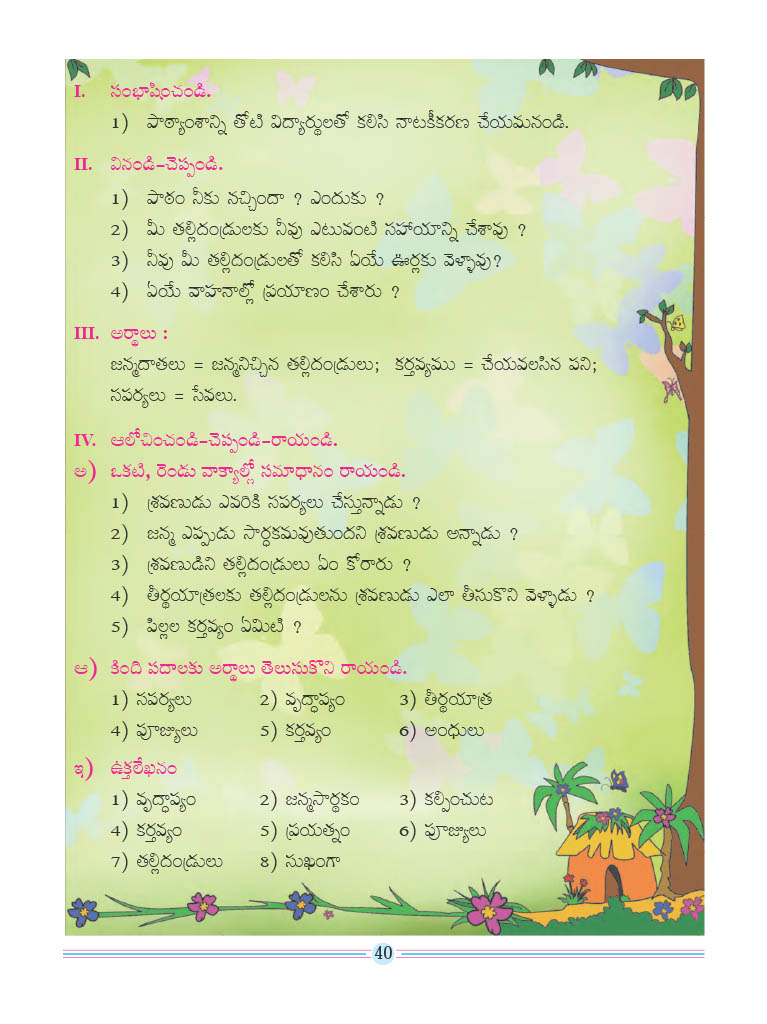 I. సంభాషించండి.
1) పాఠ్యాంశాన్ని తోటి విద్యార్థులతో కలిసి నాటకీకరణ చేయమనండి.
II. వినండి-చెప్పండి.
1) పాఠం నీకు నచ్చిందా ? ఎందుకు ?
2) మీ తల్లిదండ్రులకు నీవు ఎటువంటి సహాయాన్ని చేశావు ?
3) నీవు మీ తల్లిదండ్రులతో కలిసి ఏయే ఊర్లకు వెళ్ళావు?
4) ఏయే వాహనాల్లో ప్రయాణం చేశారు ?
III. అర్థాలు :
జన్మదాతలు = జన్మనిచ్చిన తల్లిదండ్రులు; కర్తవ్యము = చేయవలసిన పని;
సపర్యలు = సేవలు.
IV. ఆలోచించండి-చెప్పండి-రాయండి.
అ) ఒకటి, రెండు వాక్యాల్లో సమాధానం రాయండి.
1) శ్రవణుడు ఎవరికి సపర్యలు చేస్తున్నాడు ?
2) జన్మ ఎప్పుడు సార్థకమవుతుందని శ్రవణుడు అన్నాడు ?
3) శ్రవణుడిని తల్లిదండ్రులు ఏం కోరారు ?
4) తీర్థయాత్రలకు తల్లిదండ్రులను శ్రవణుడు ఎలా తీసుకొని వెళ్ళాడు ?
5) పిల్లల కర్తవ్యం ఏమిటి ?
ఆ) కింది పదాలకు అర్థాలు తెలుసుకొని రాయండి.
1) సపర్యలు 2) వృద్ధాప్యం 3) తీర్థయాత్ర
4) పూజ్యులు 5) కర్తవ్యం 6) అంధులు
ఇ) ఉక్తలేఖనం
1) వృద్ధాప్యం 2) జన్మసార్థకం 3) కల్పించుట
4) కర్తవ్యం 5) ప్రయత్నం 6) పూజ్యులు
7) తల్లిదండ్రులు 8) సుఖంగా
40